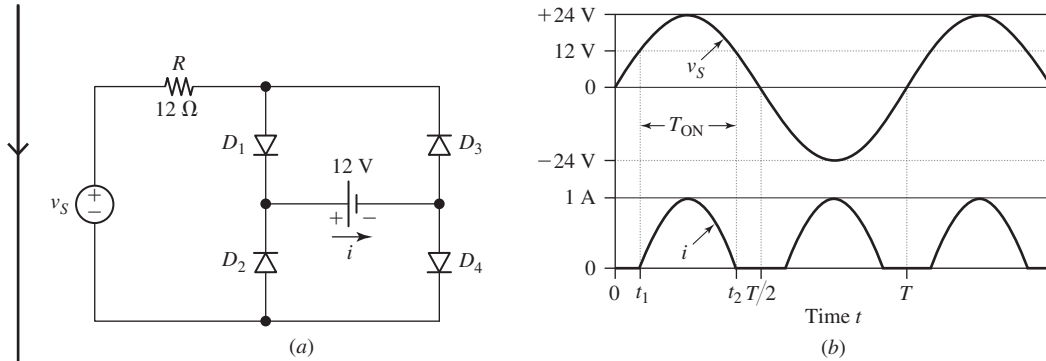 R
12 Ω
D1
D3
12 V
vS
+
−
+ −
i
D2
D4
(a)
+24 V
12 V
vS
0
TON
−24 V
1 A
i
0
0 t1 t2 T/2 T
Time t
(b)